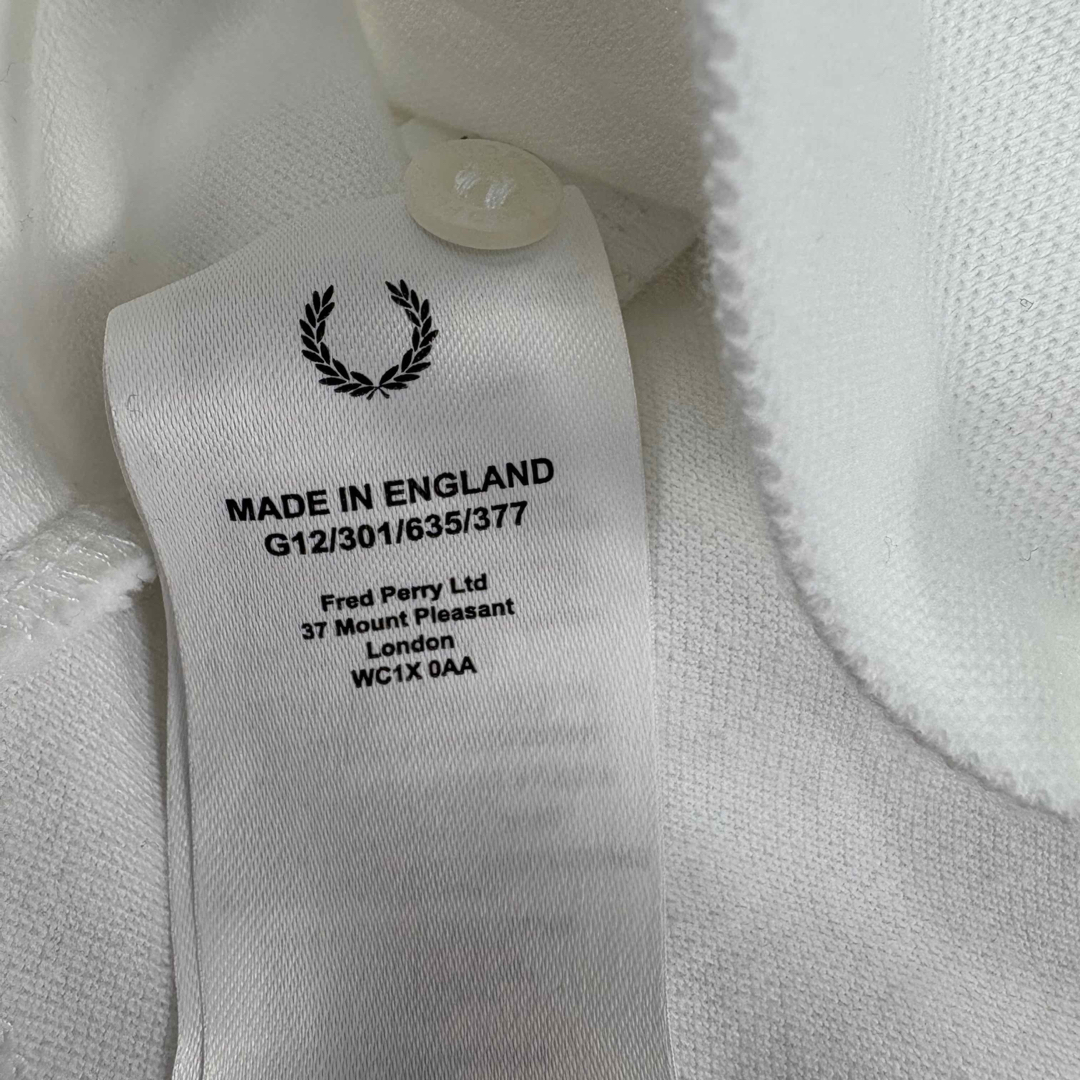 MADE IN ENGLAND
G12/301/635/377
Fred Perry Ltd
37 Mount Pleasant
London
WC1X 0AA